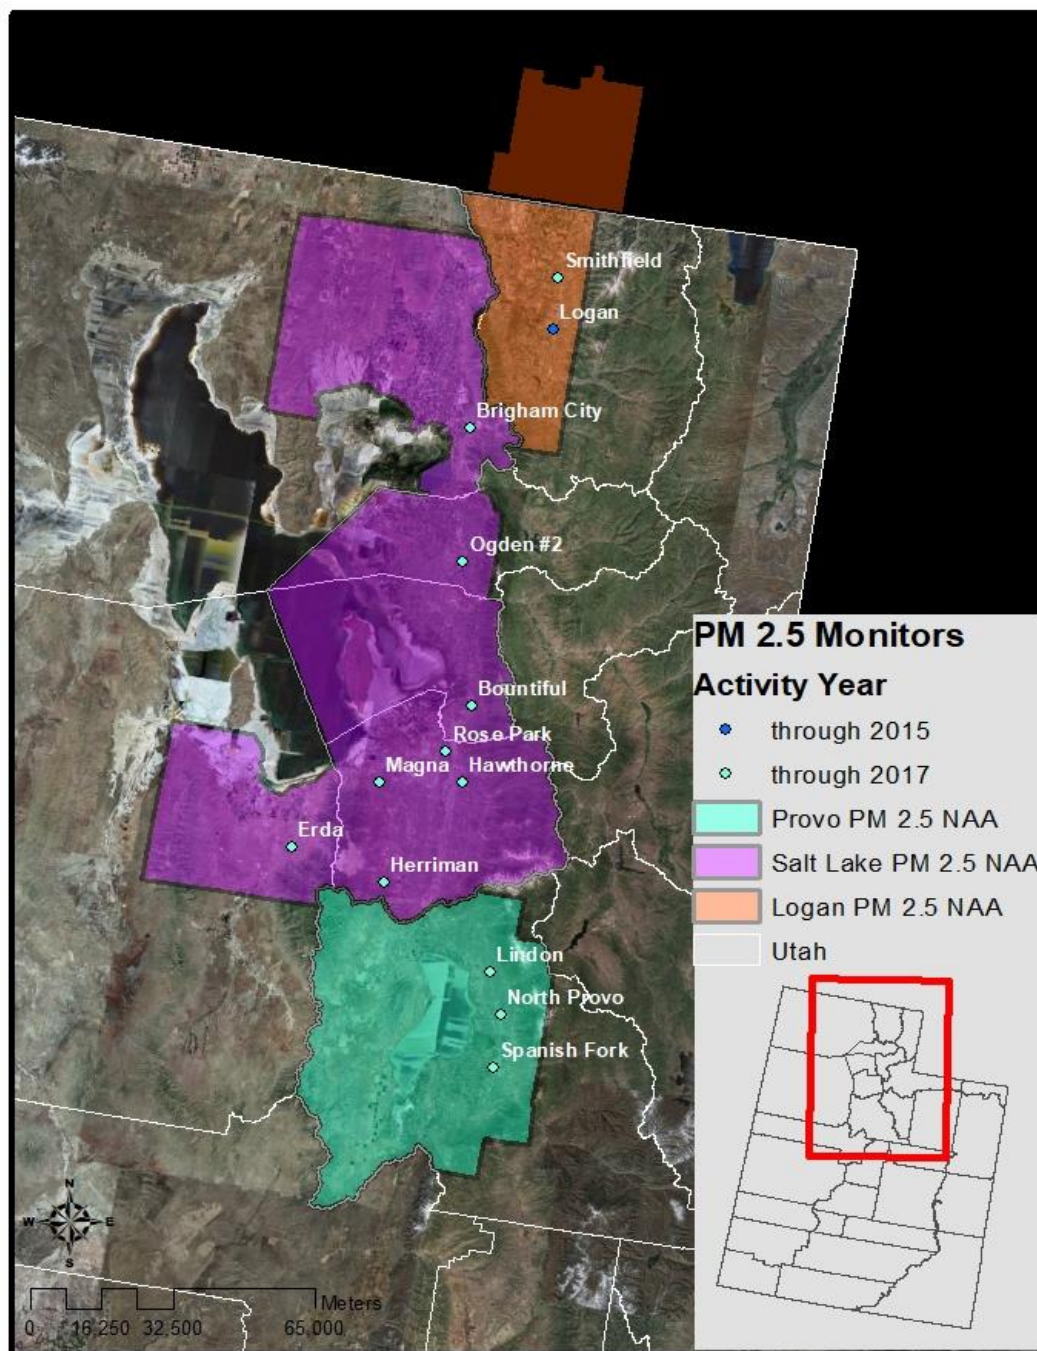 Smithfield
Logan
Brigham City
Ogden #2
Bountiful
Rose Park
Magna
Hawthorne
Erda
Herriman
Lindon
North Provo
Spanish Fork
PM 2.5 Monitors
Activity Year
through 2015
through 2017
Provo PM 2.5 NAA
Salt Lake PM 2.5 NAA
Logan PM 2.5 NAA
Utah
N
W E
S
Meters
0 16,250 32,500 65,000